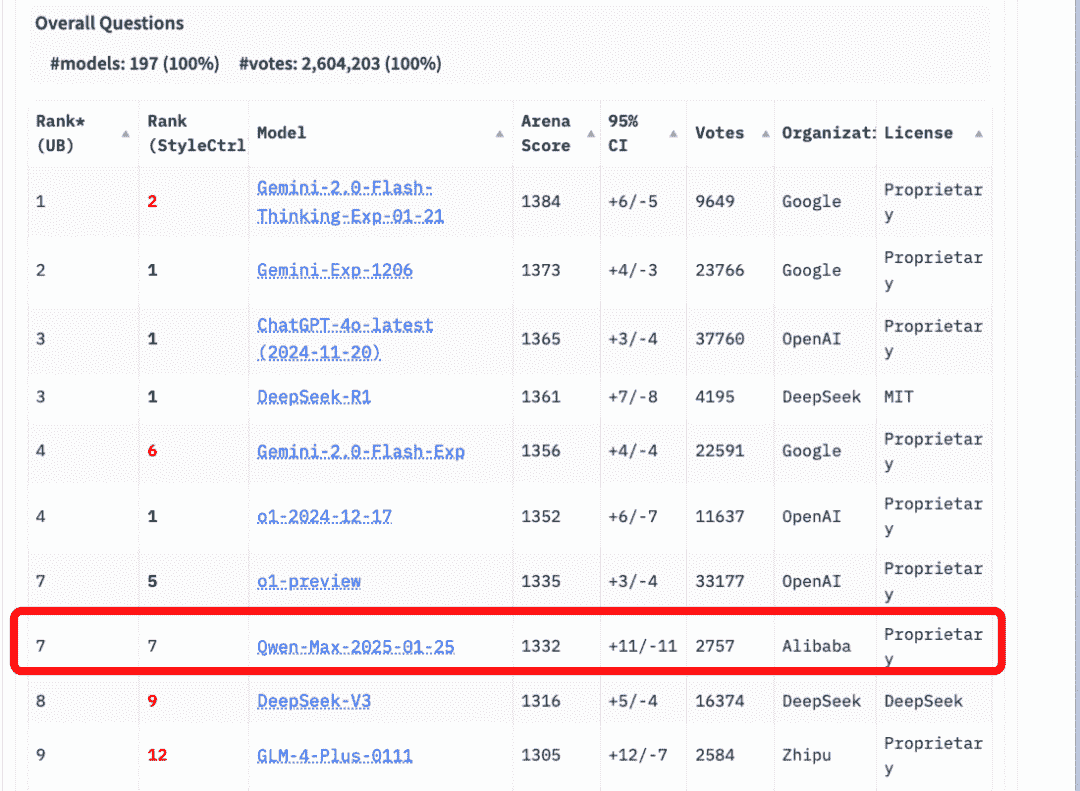 Overall Questions
#models: 197 (100%) #votes: 2,604,203 (100%)
Rank* (UB) Rank (StyleCtrl Model Arena Score 95% CI Votes Organizat: License
1 2 Gemini-2.0-Flash-Thinking-Exp-01-21 1384 +6/-5 9649 Google Proprietary
2 1 Gemini-Exp-1206 1373 +4/-3 23766 Google Proprietary
3 1 ChatGPT-4o-latest (2024-11-20) 1365 +3/-4 37760 OpenAI Proprietary
3 1 DeepSeek-R1 1361 +7/-8 4195 DeepSeek MIT
4 6 Gemini-2.0-Flash-Exp 1356 +4/-4 22591 Google Proprietary
4 1 o1-2024-12-17 1352 +6/-7 11637 OpenAI Proprietary
7 5 o1-preview 1335 +3/-4 33177 OpenAI Proprietary
7 7 Qwen-Max-2025-01-25 1332 +11/-11 2757 Alibaba Proprietary
8 9 DeepSeek-V3 1316 +5/-4 16374 DeepSeek DeepSeek
9 12 GLM-4-Plus-0111 1305 +12/-7 2584 Zhipu Proprietary